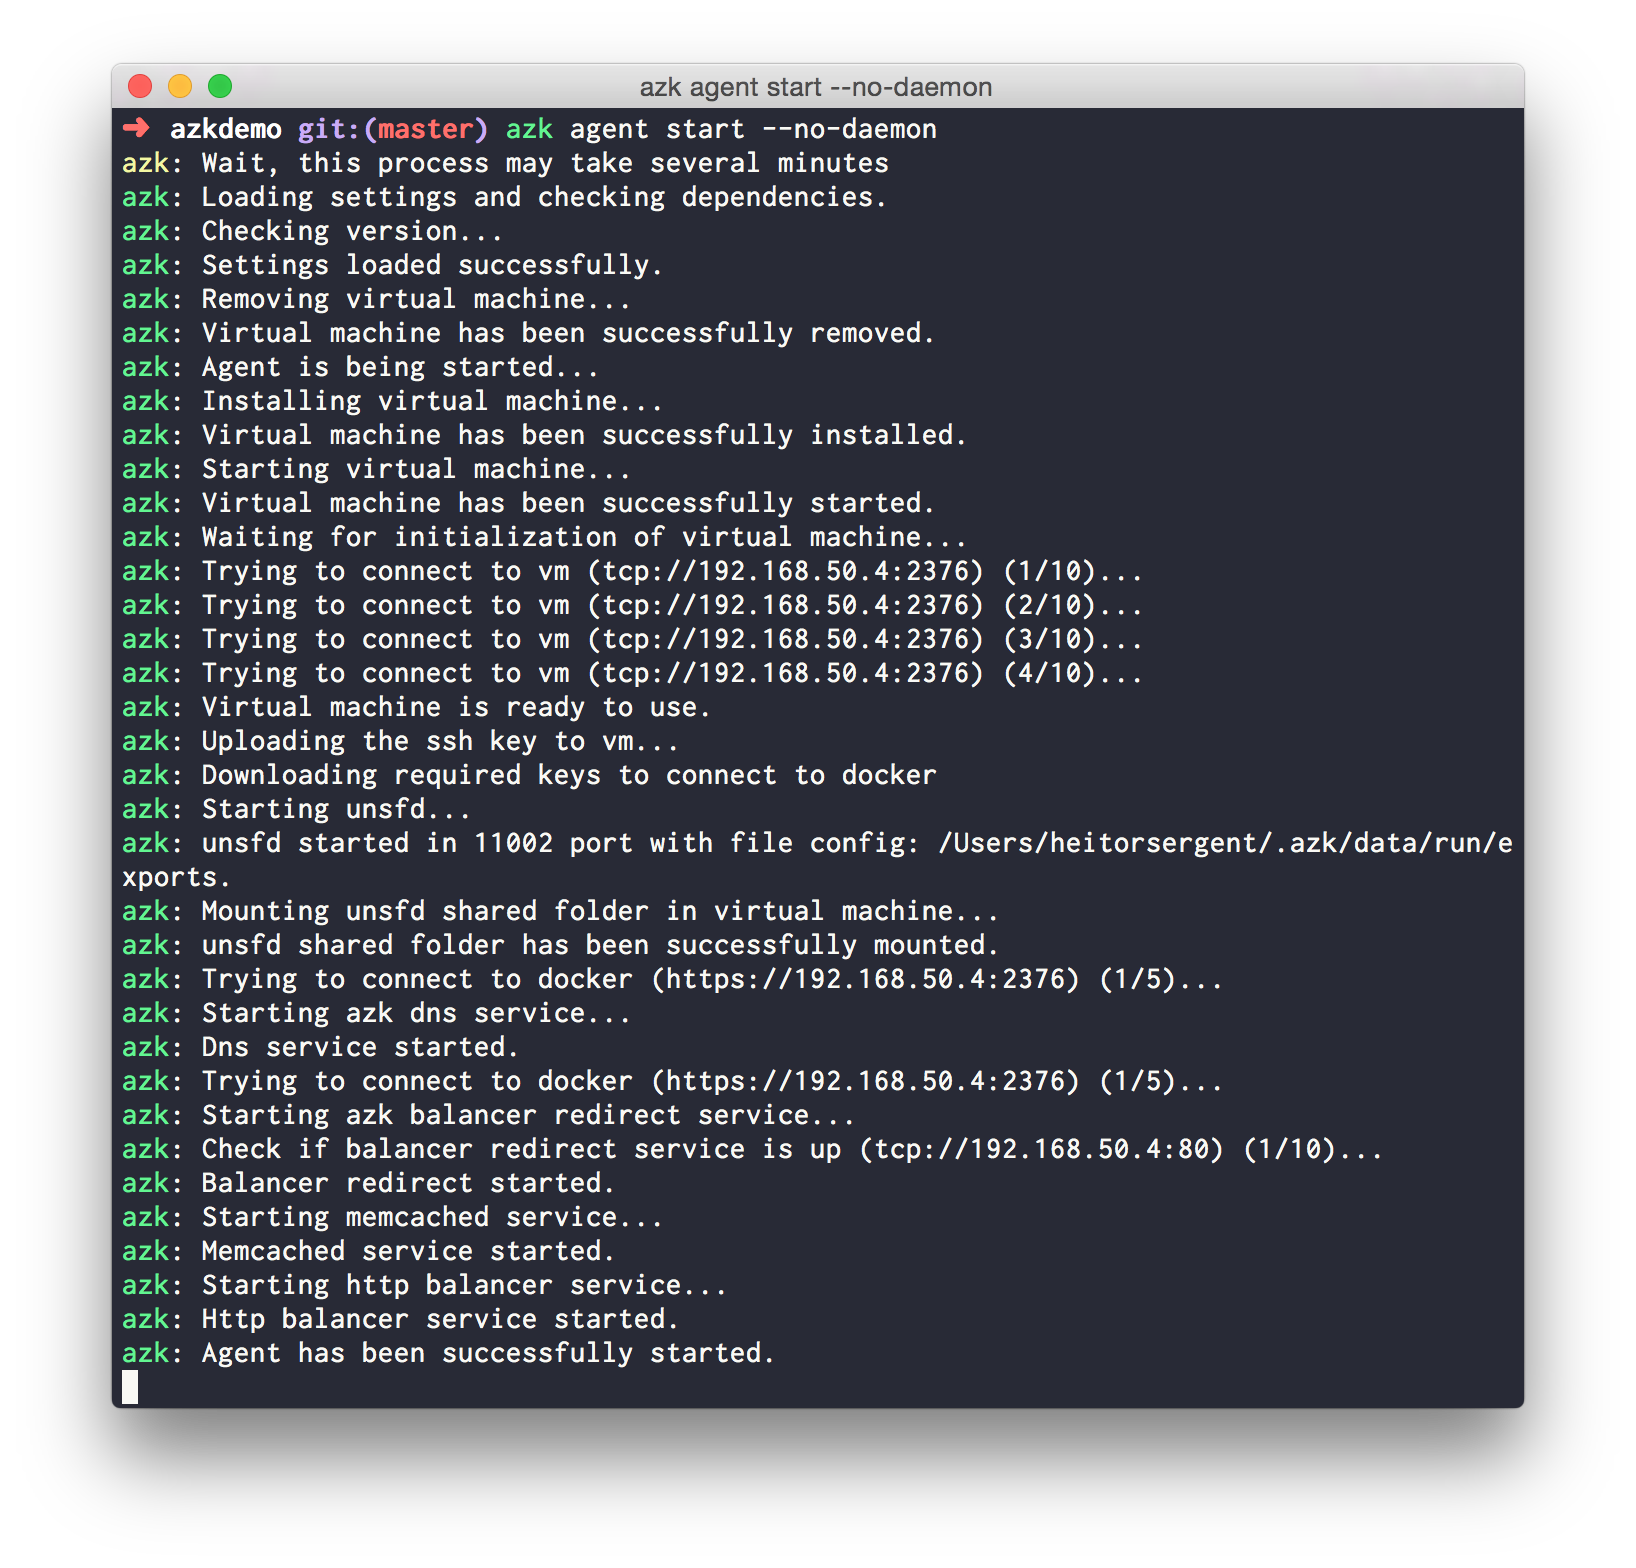 azk agent start --no-daemon
➜ azkdemo git:(master) azk agent start --no-daemon
azk: Wait, this process may take several minutes
azk: Loading settings and checking dependencies.
azk: Checking version...
azk: Settings loaded successfully.
azk: Removing virtual machine...
azk: Virtual machine has been successfully removed.
azk: Agent is being started...
azk: Installing virtual machine...
azk: Virtual machine has been successfully installed.
azk: Starting virtual machine...
azk: Virtual machine has been successfully started.
azk: Waiting for initialization of virtual machine...
azk: Trying to connect to vm (tcp://192.168.50.4:2376) (1/10)...
azk: Trying to connect to vm (tcp://192.168.50.4:2376) (2/10)...
azk: Trying to connect to vm (tcp://192.168.50.4:2376) (3/10)...
azk: Trying to connect to vm (tcp://192.168.50.4:2376) (4/10)...
azk: Virtual machine is ready to use.
azk: Uploading the ssh key to vm...
azk: Downloading required keys to connect to docker
azk: Starting unsfd...
azk: unsfd started in 11002 port with file config: /Users/heitorsergent/.azk/data/run/e
xports.
azk: Mounting unsfd shared folder in virtual machine...
azk: unsfd shared folder has been successfully mounted.
azk: Trying to connect to docker (https://192.168.50.4:2376) (1/5)...
azk: Starting azk dns service...
azk: Dns service started.
azk: Trying to connect to docker (https://192.168.50.4:2376) (1/5)...
azk: Starting azk balancer redirect service...
azk: Check if balancer redirect service is up (tcp://192.168.50.4:80) (1/10)...
azk: Balancer redirect started.
azk: Starting memcached service...
azk: Memcached service started.
azk: Starting http balancer service...
azk: Http balancer service started.
azk: Agent has been successfully started.